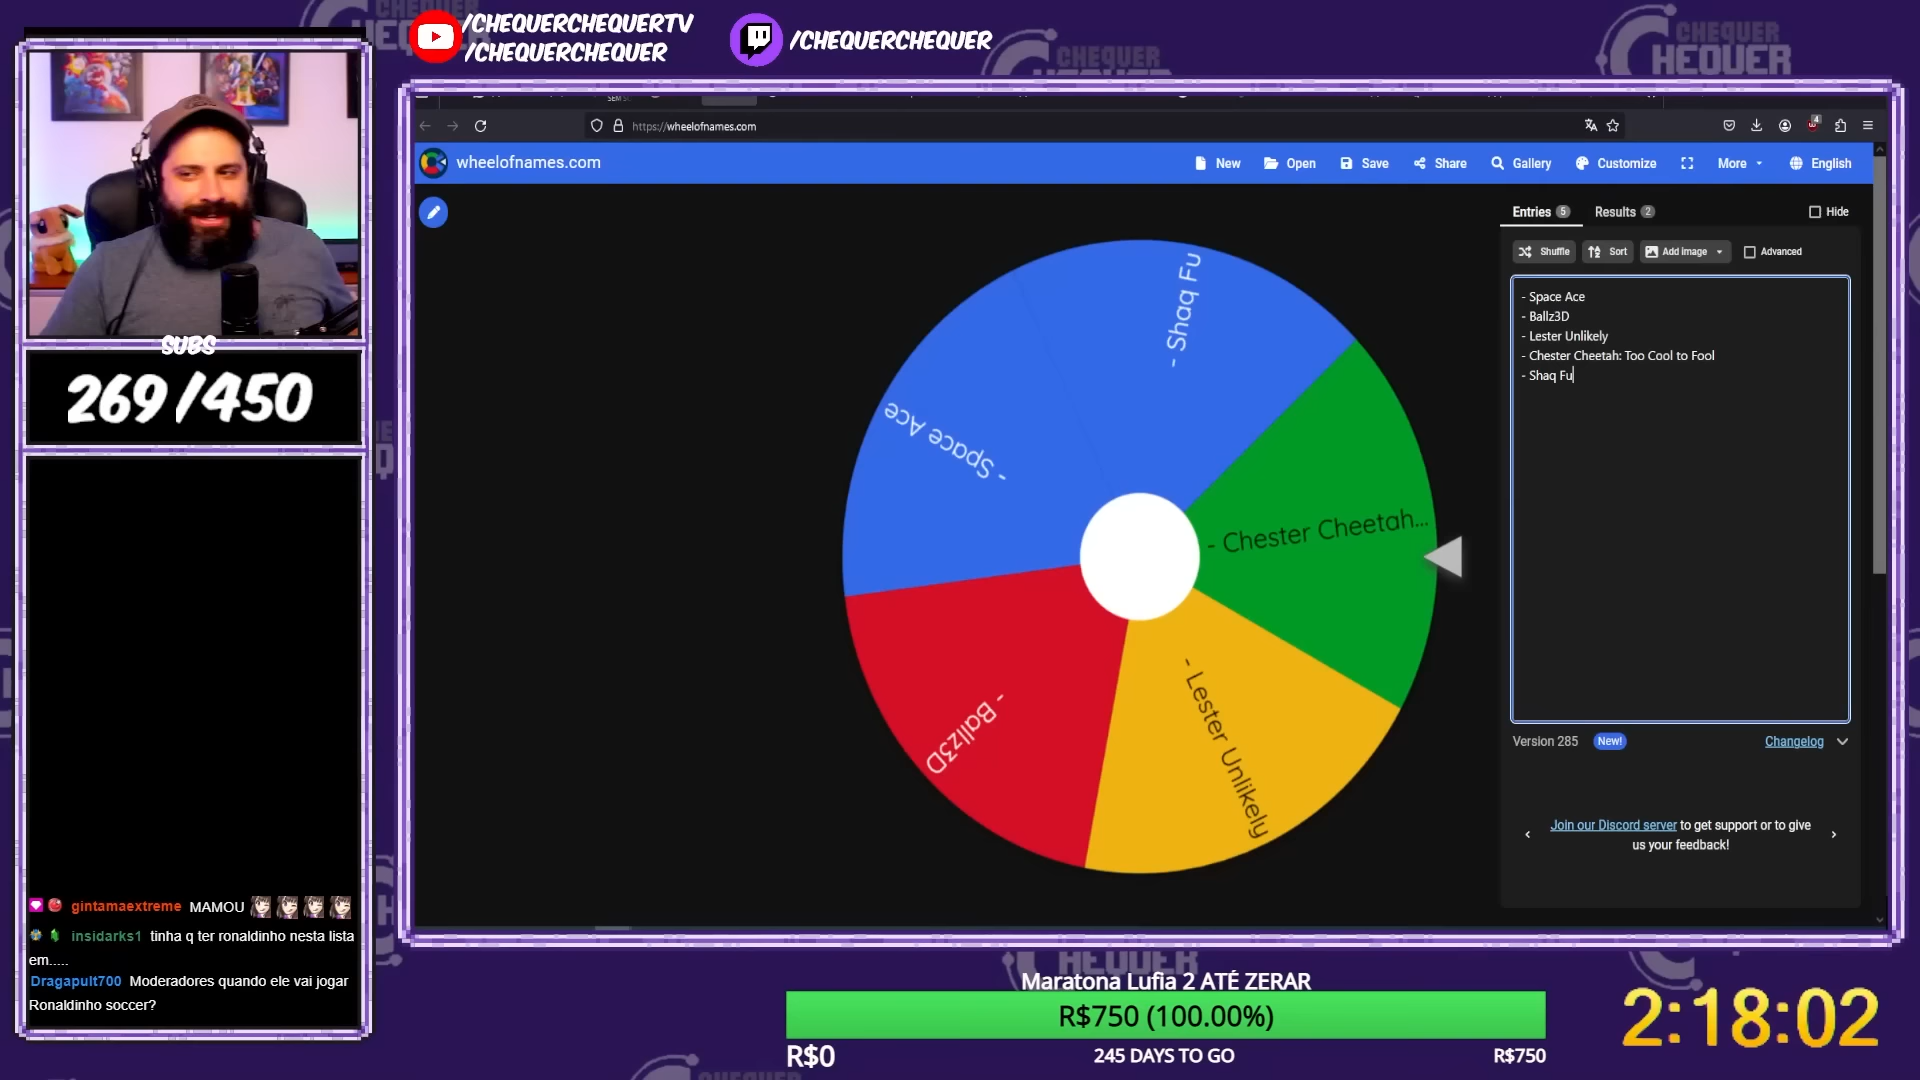 /CHEQUERCHEQUERTV
/CHEQUERCHEQUER
/CHEQUERCHEQUER
CHEQUER
CHEQUER
HEQUER
https://wheelofnames.com
4
wheelofnames.com
New
Open
Save
Share
Gallery
Customize
More
English
Entries 5
Results 2
Hide
Shuffle
Sort
Add image
Advanced
- Space Ace
- Ballz3D
- Lester Unlikely
- Chester Cheetah: Too Cool to Fool
- Shaq Fu
- Shaq Fu
- Space Ace
- Chester Cheetah...
- Ballz3D
- Lester Unlikely
Version 285
New!
Changelog
Join our Discord server to get support or to give
us your feedback!
SUBS
269/450
gintamaextreme MAMOU
insidarks1 tinha q ter ronaldinho nesta lista
em.....
Dragapult700 Moderadores quando ele vai jogar
Ronaldinho soccer?
Maratona Lufia 2 ATÉ ZERAR
R$750 (100.00%)
R$0
245 DAYS TO GO
R$750
2:18:02